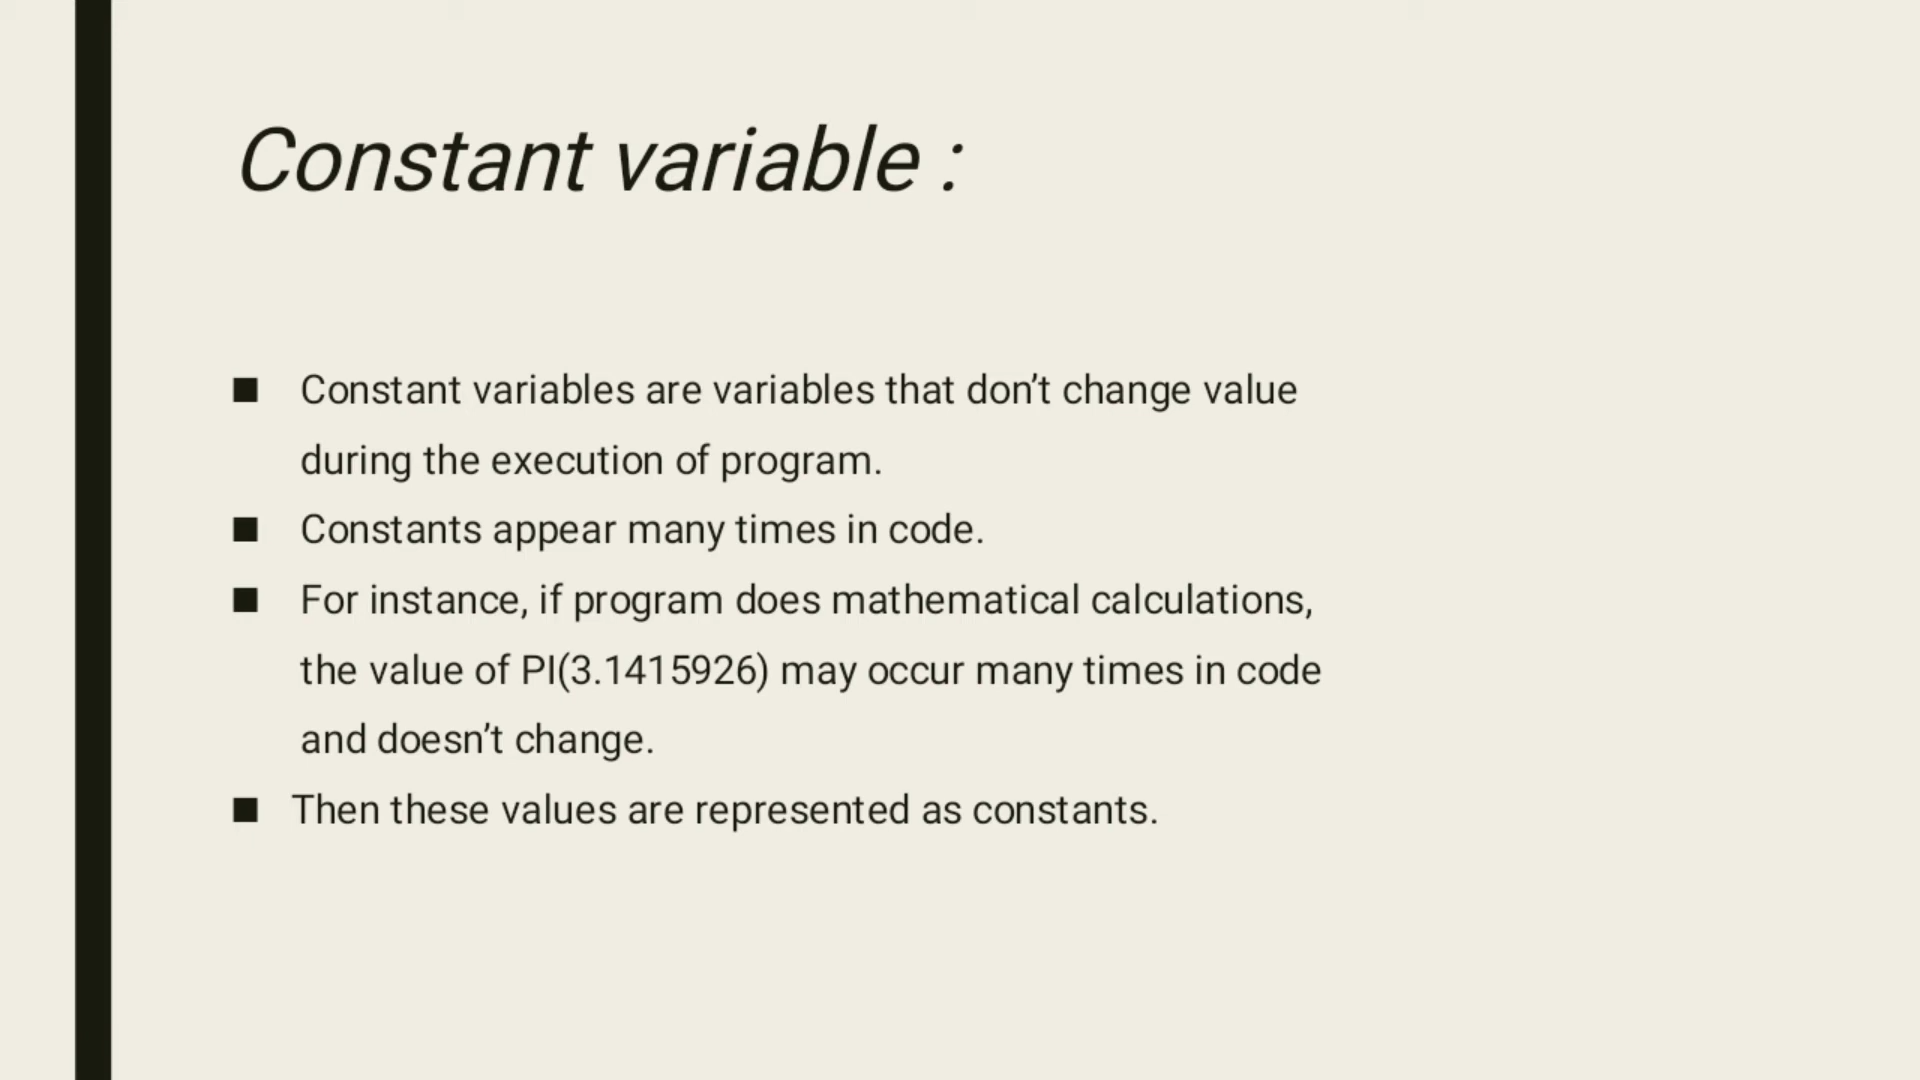 Constant variable :
■ Constant variables are variables that don’t change value
during the execution of program.
■ Constants appear many times in code.
■ For instance, if program does mathematical calculations,
the value of PI(3.1415926) may occur many times in code
and doesn’t change.
■ Then these values are represented as constants.